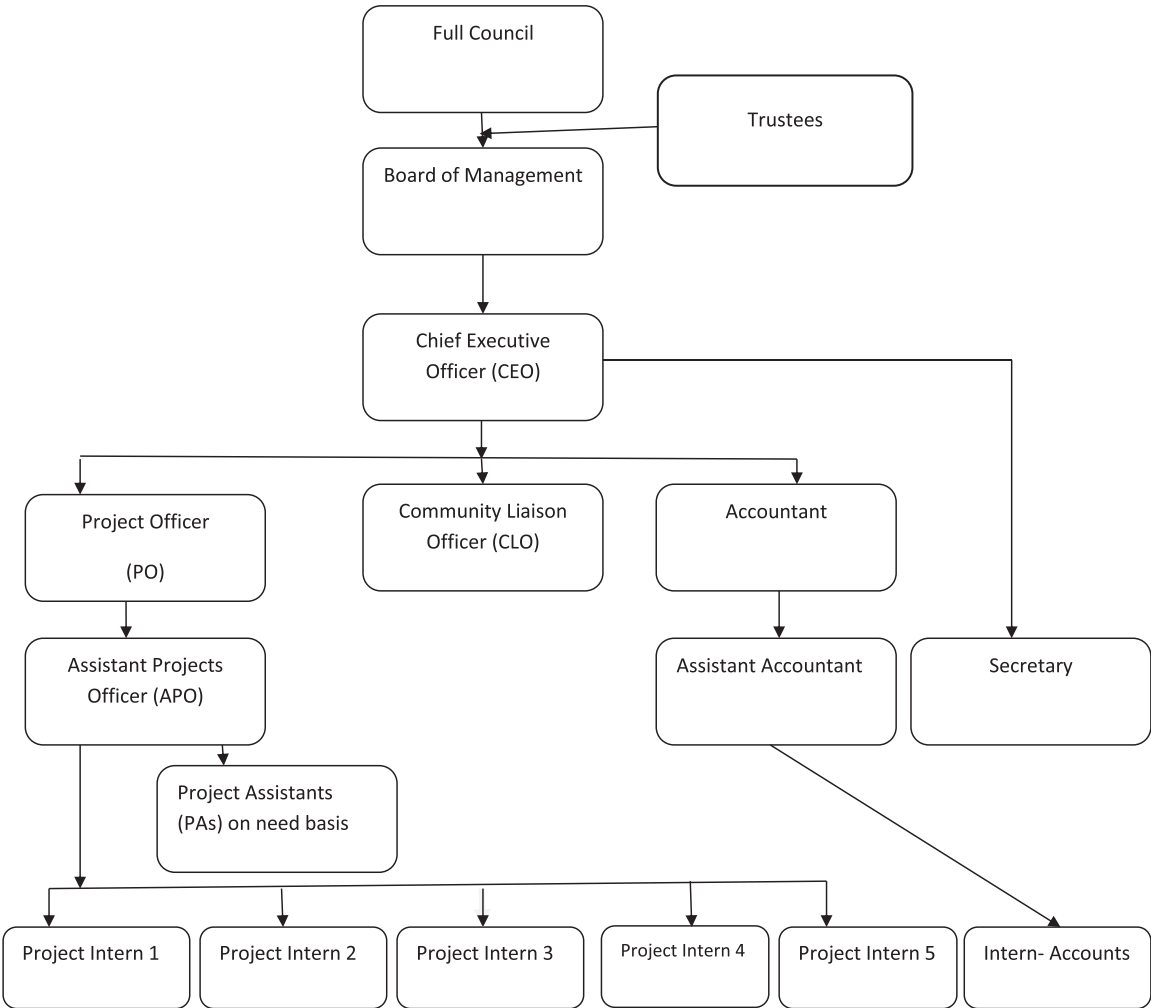 Full Council
Trustees
Board of Management
Chief Executive
Officer (CEO)
Project Officer
(PO)
Community Liaison
Officer (CLO)
Accountant
Assistant Projects
Officer (APO)
Assistant Accountant
Secretary
Project Assistants
(PAs) on need basis
Project Intern 1
Project Intern 2
Project Intern 3
Project Intern 4
Project Intern 5
Intern- Accounts